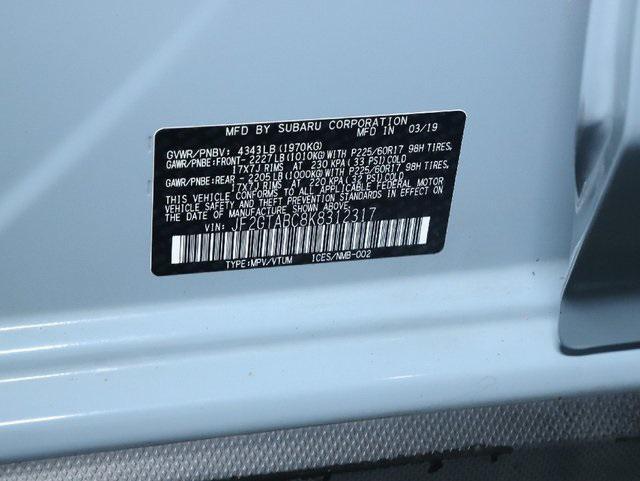 MFD BY SUBARU CORPORATION
MFD IN 03/19
GVWR/PNBV: 4343LB (1970KG)
GAWR/PNBE:FRONT- 2227LB (1010KG) WITH P225/60R17 98H TIRES,
17X7J RIMS AT 230 KPA (33 PSI) COLD
GAWR/PNBE:REAR -2205LB (1000KG) WITH P225/60R17 98H TIRES,
17X7J RIMS AT 220 KPA (32 PSI) COLD
THIS VEHICLE CONFORMS TO ALL APPLICABLE FEDERAL MOTOR
VEHICLE SAFETY, BUMPER, AND THEFT PREVENTION STANDARDS
IN EFFECT ON THE DATE OF MANUFACTURE SHOWN ABOVE.
VIN: JF2GTABC8K8312317
TYPE:MPV/VTUM ICES/NMB-002